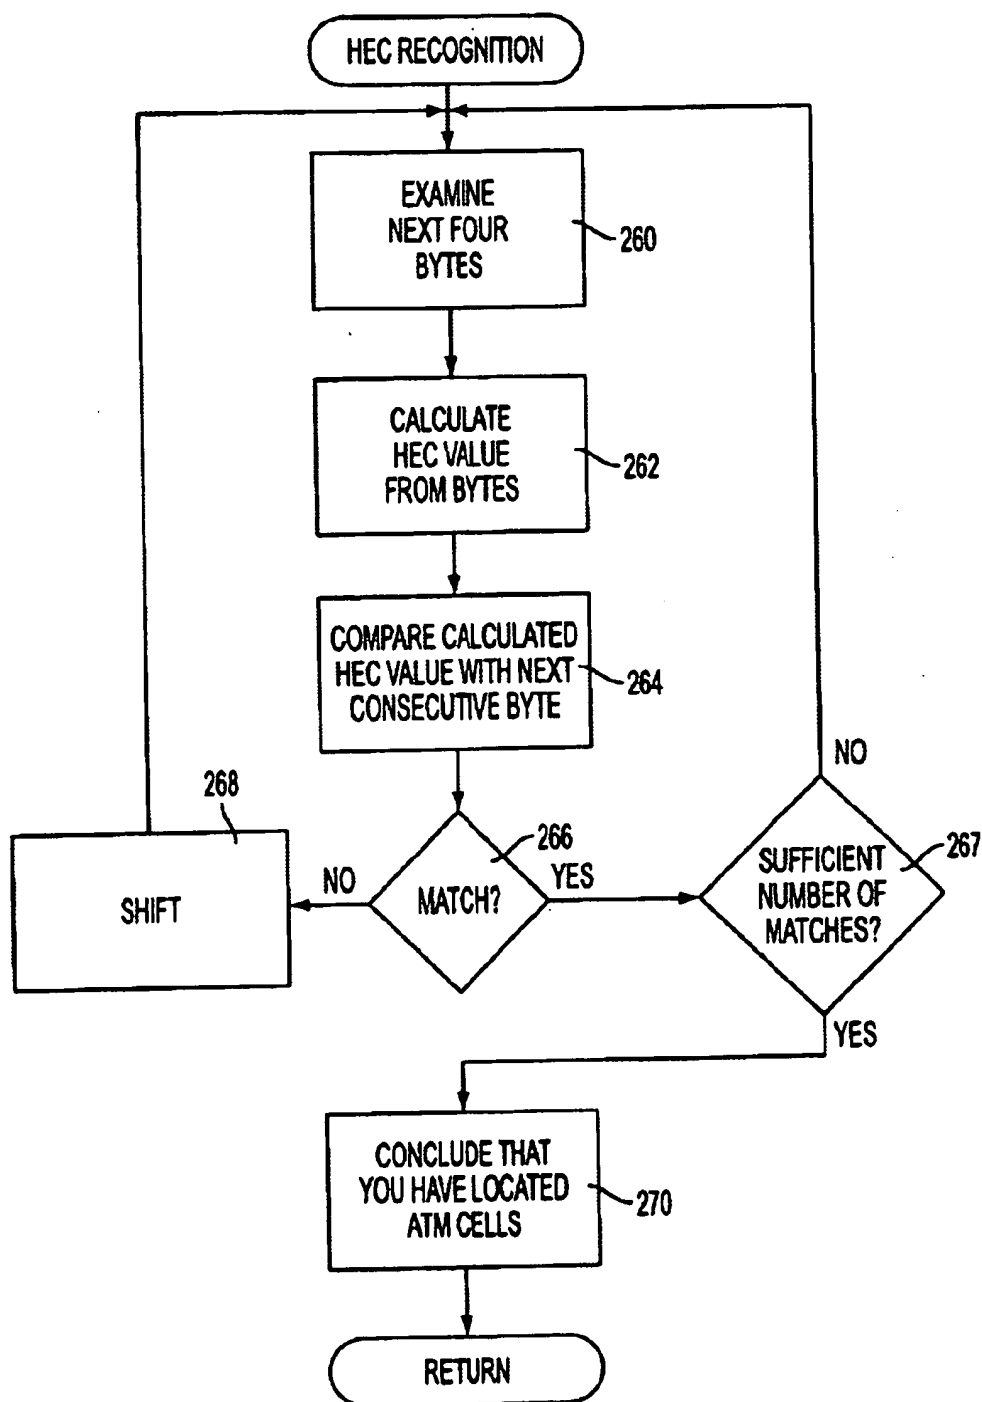 HEC RECOGNITION
EXAMINE
NEXT FOUR
BYTES
260
CALCULATE
HEC VALUE
FROM BYTES
262
COMPARE CALCULATED
HEC VALUE WITH NEXT
CONSECUTIVE BYTE
264
268
SHIFT
NO
MATCH?
266
YES
NO
SUFFICIENT
NUMBER OF
MATCHES?
267
YES
CONCLUDE THAT
YOU HAVE LOCATED
ATM CELLS
270
RETURN